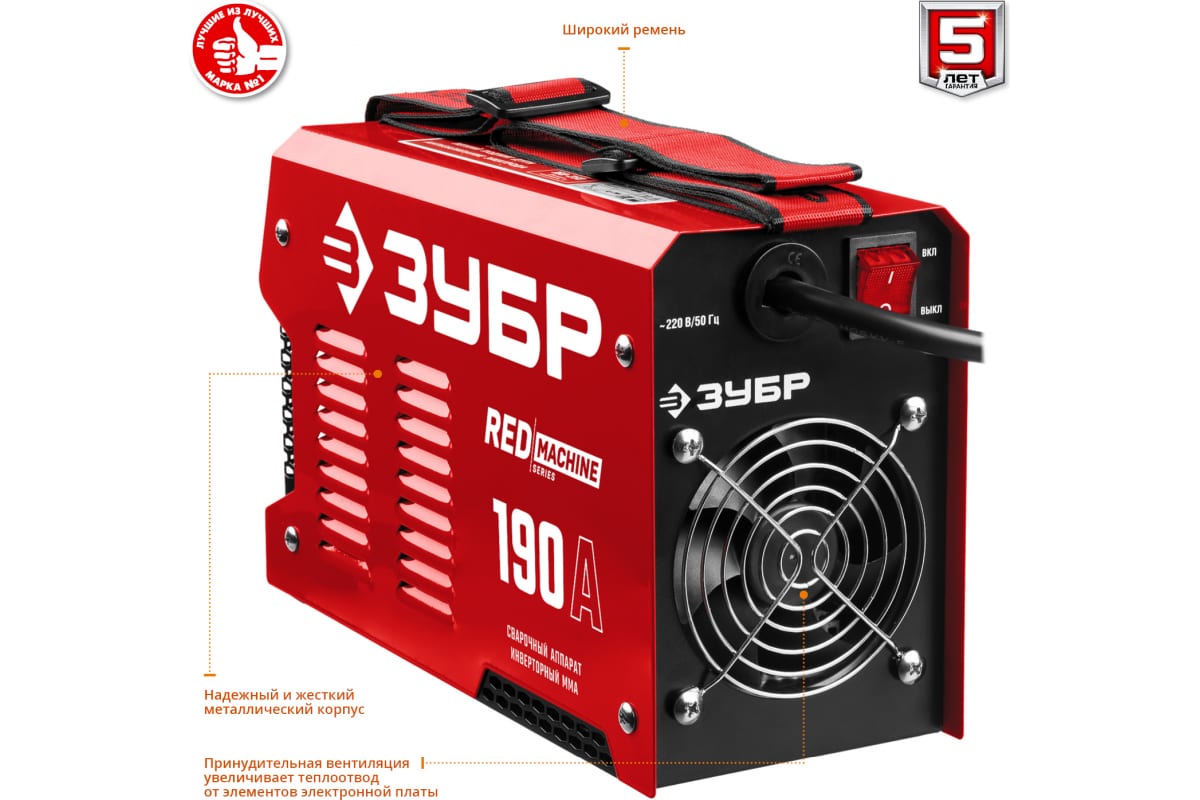 ЛУЧШИЕ ИЗ ЛУЧШИХ
МАРКА №1
Широкий ремень
5
ЛЕТ
ГАРАНТИЯ
ЗУБР
RED MACHINE
SERIES
190 А
СВАРОЧНЫЙ АППАРАТ
ИНВЕРТОРНЫЙ ММА
CE
ВКЛ
ВЫКЛ
~220 В/50 Гц
ЗУБР
Надежный и жесткий
металлический корпус
Принудительная вентиляция
увеличивает теплоотвод
от элементов электронной платы